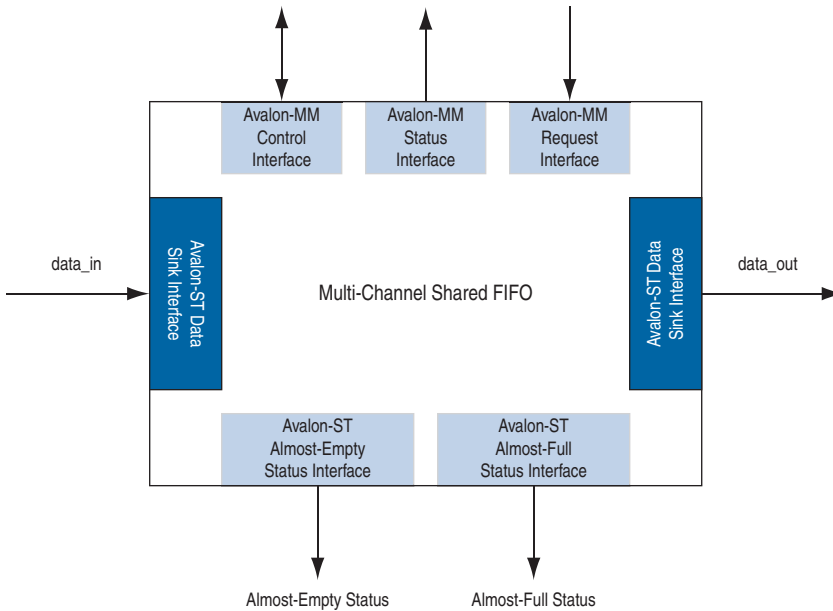 Avalon-MM
Control
Interface
Avalon-MM
Status
Interface
Avalon-MM
Request
Interface
data_in
Avalon-ST Data
Sink Interface
Multi-Channel Shared FIFO
Avalon-ST Data
Sink Interface
data_out
Avalon-ST
Almost-Empty
Status Interface
Avalon-ST
Almost-Full
Status Interface
Almost-Empty Status
Almost-Full Status